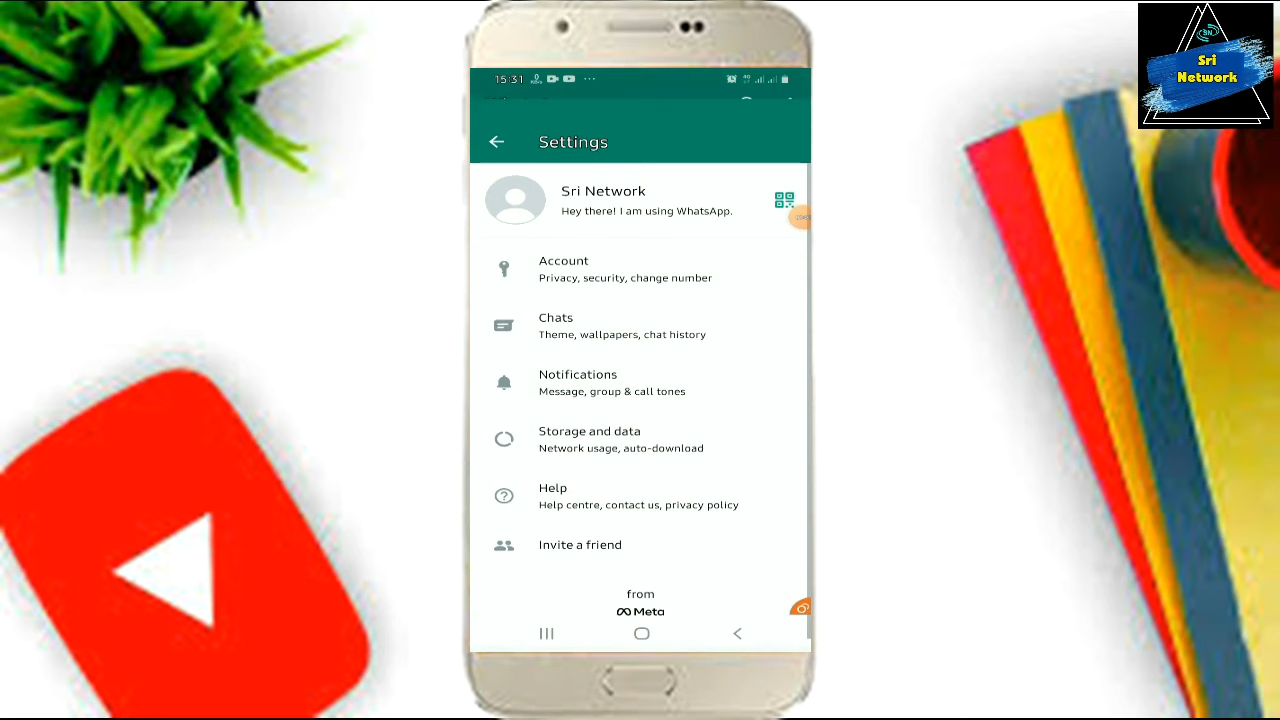 Sri
Network
15:31
Settings
Sri Network
Hey there! I am using WhatsApp.
Account
Privacy, security, change number
Chats
Theme, wallpapers, chat history
Notifications
Message, group & call tones
Storage and data
Network usage, auto-download
Help
Help centre, contact us, privacy policy
Invite a friend
from
Meta